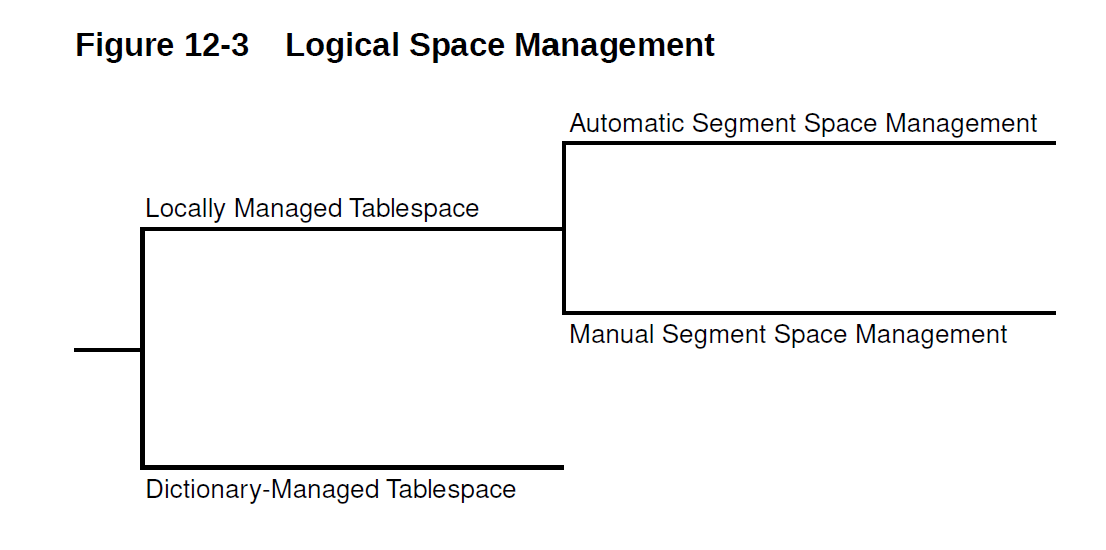 Figure 12-3 Logical Space Management
Automatic Segment Space Management
Locally Managed Tablespace
Manual Segment Space Management
Dictionary-Managed Tablespace